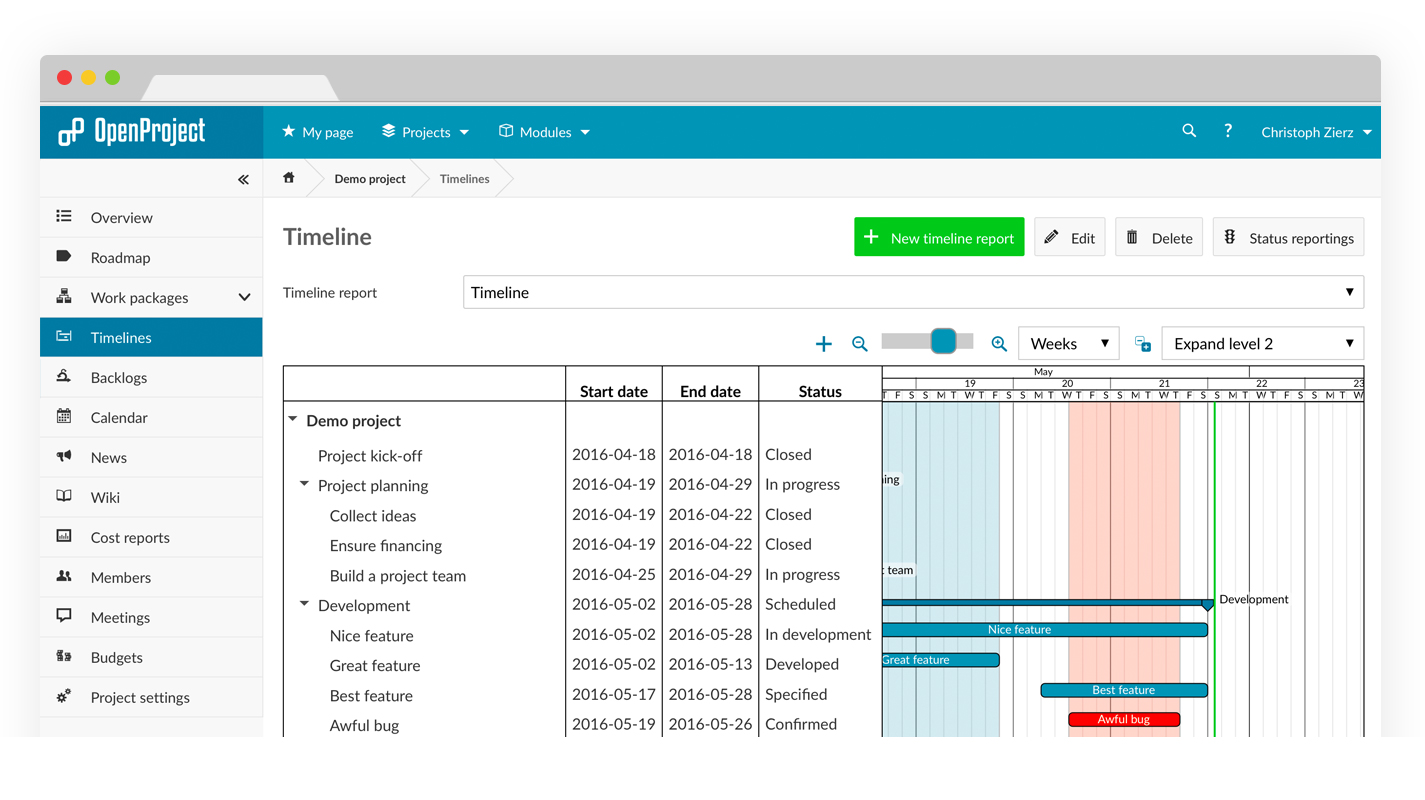 OpenProject
My page Projects Modules ? Christoph Zierz
Demo project Timelines
Overview
Roadmap
Work packages
Timelines
Backlogs
Calendar
News
Wiki
Cost reports
Members
Meetings
Budgets
Project settings
Timeline
New timeline report Edit Delete Status reportings
Timeline report Timeline
Weeks Expand level 2
May
19 20 21 22 23
T F S S M T W T F S S M T W T F S S M T W T F S S M T W T F S S M T W
Start date End date Status
Demo project
Project kick-off 2016-04-18 2016-04-18 Closed
Project planning 2016-04-19 2016-04-29 In progress
Collect ideas 2016-04-19 2016-04-22 Closed
Ensure financing 2016-04-19 2016-04-22 Closed
Build a project team 2016-04-25 2016-04-29 In progress
team
Development 2016-05-02 2016-05-28 Scheduled Development
Nice feature 2016-05-02 2016-05-28 In development Nice feature
Great feature 2016-05-02 2016-05-13 Developed Great feature
Best feature 2016-05-17 2016-05-28 Specified Best feature
Awful bug 2016-05-19 2016-05-26 Confirmed Awful bug